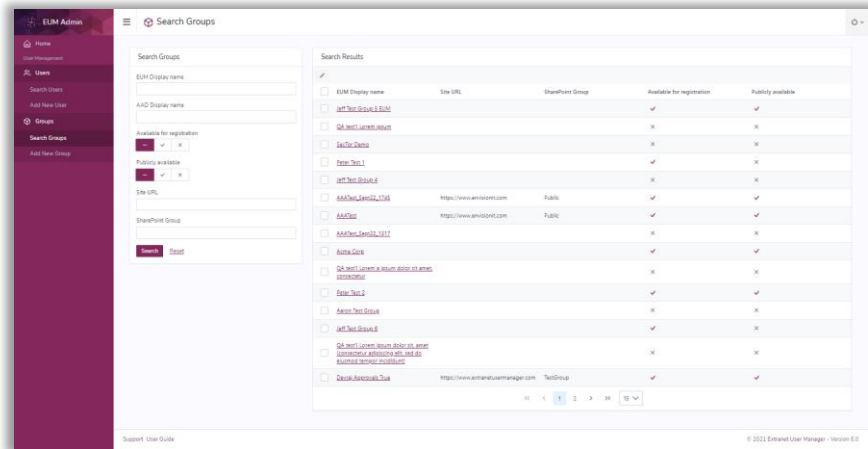 EUM Admin
Search Groups
Home
User Management
Users
Search Users
Add New User
Groups
Search Groups
Add New Group
Search Groups
EUM Display name
AAD Display name
Available for registration
Publicly available
Site URL
SharePoint Group
Search Reset
Search Results
EUM Display name Site URL SharePoint Group Available for registration Publicly available
Jeff Test Group 5 EUM
QA test1 Lorem ipsum
SecTor Demo
Peter Test 1
Jeff Test Group 4
AAATest_Sept22_1745 https://www.envisionit.com Public
AAATest https://www.envisionit.com Public
AAATest_Sept22_1317
Acme Corp
QA test1 Lorem a ipsum dolor sit amet,
consectetur
Peter Test 2
Aaron Test Group
Jeff Test Group 6
QA test1 Lorem ipsum dolor sit, amet
(consectetur adipiscing elit, sed do
eiusmod tempor incididunt
Devski Approvals True https://www.extranetusermanager.com TestGroup
1 2 15
Support User Guide
© 2021 Extranet User Manager - Version 6.0